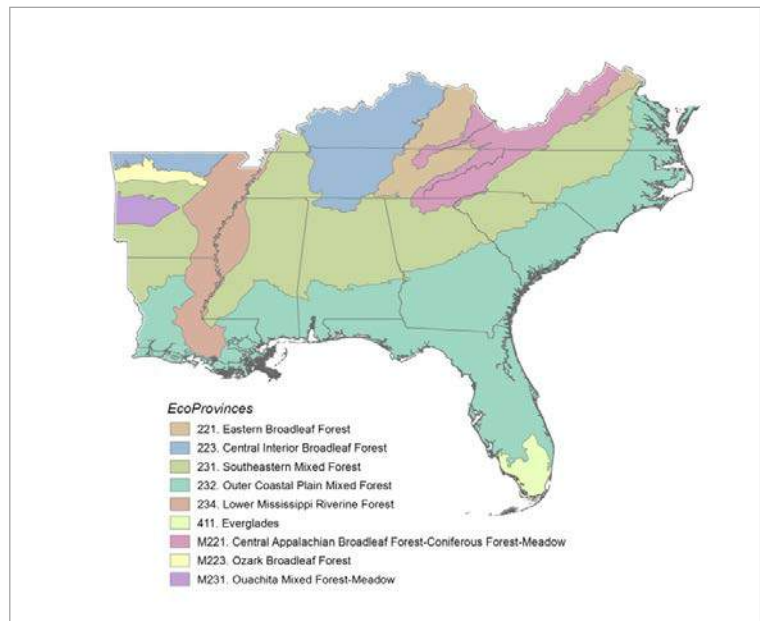 EcoProvinces
221. Eastern Broadleaf Forest
223. Central Interior Broadleaf Forest
231. Southeastern Mixed Forest
232. Outer Coastal Plain Mixed Forest
234. Lower Mississippi Riverine Forest
411. Everglades
M221. Central Appalachian Broadleaf Forest-Coniferous Forest-Meadow
M223. Ozark Broadleaf Forest
M231. Ouachita Mixed Forest-Meadow